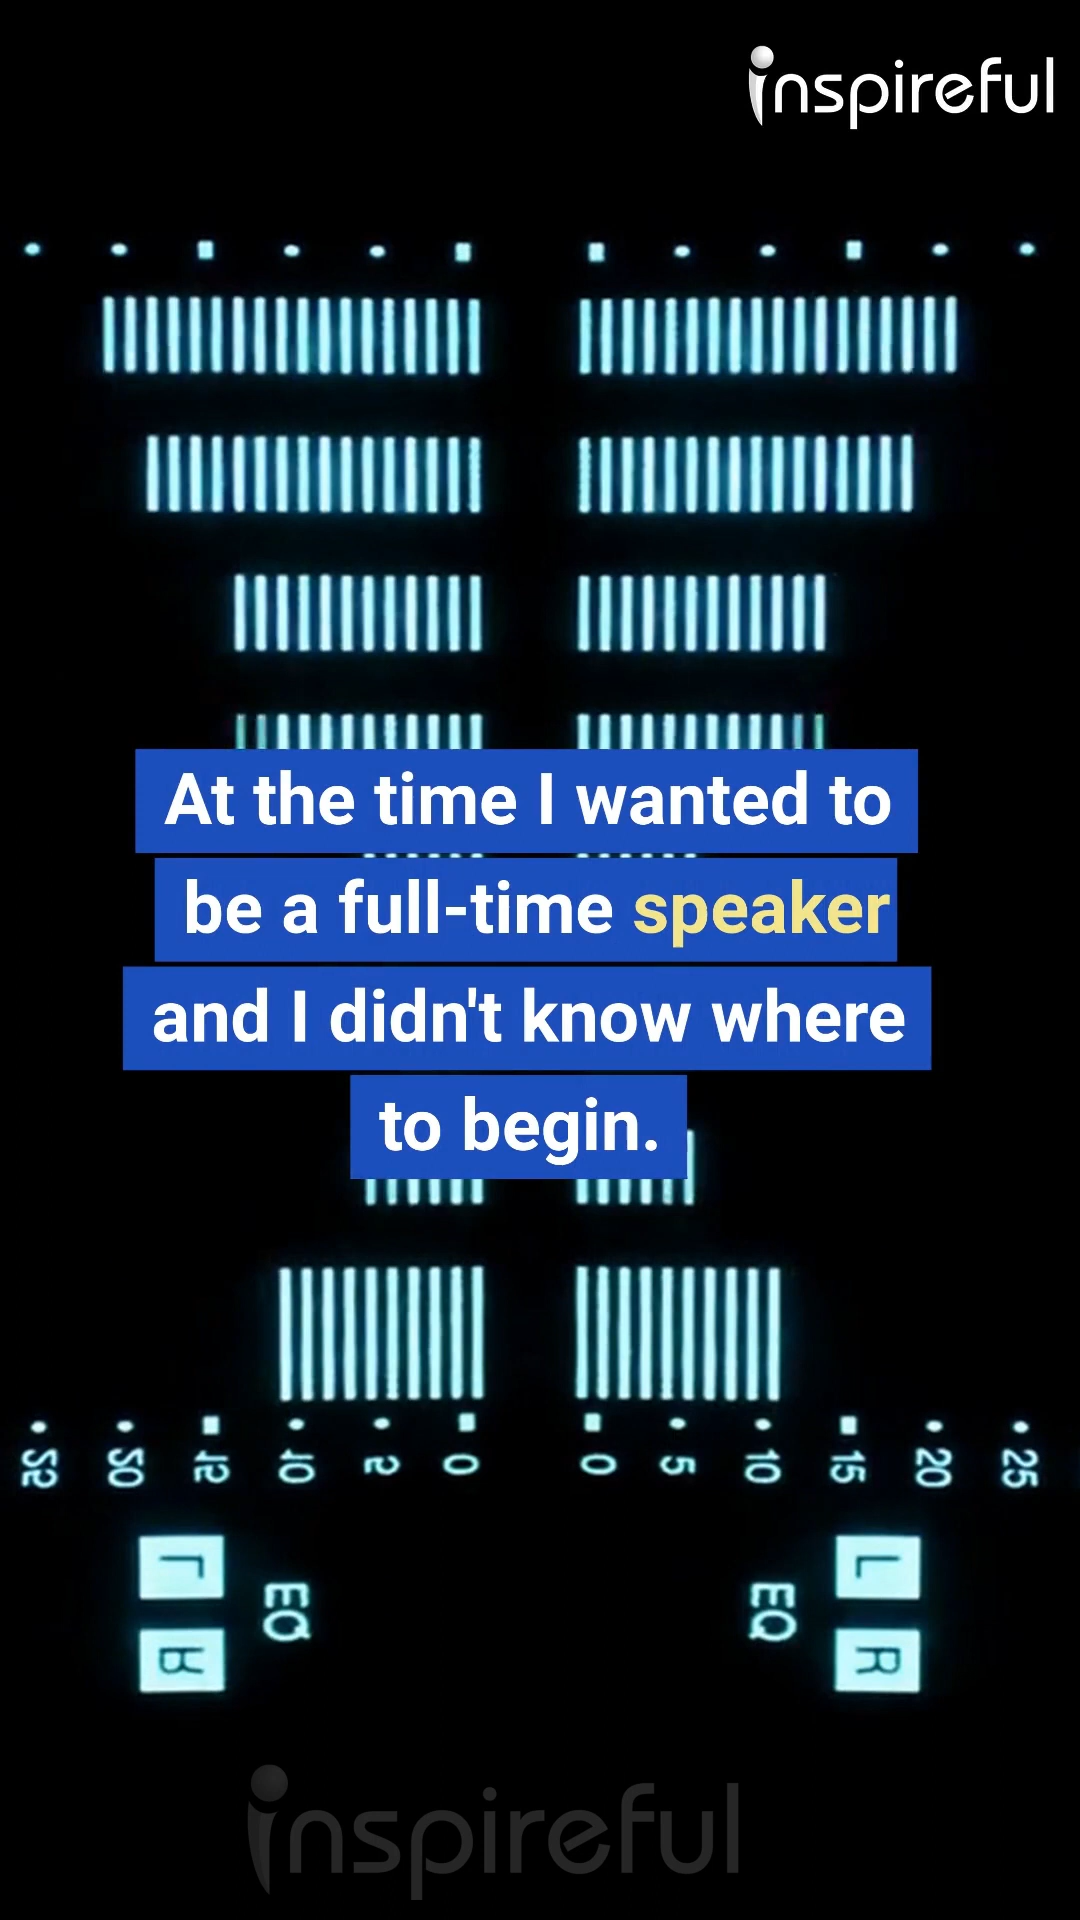 inspireful
At the time I wanted to
be a full-time speaker
and I didn't know where
to begin.
25 20 15 10 5 0 0 5 10 15 20 25
L EQ EQ L
R R
inspireful